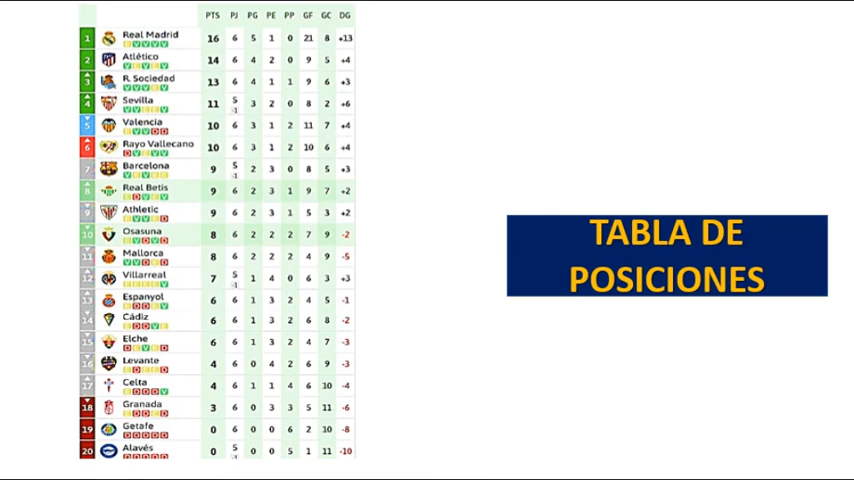 PTS PJ PG PE PP GF GC DG
1 Real Madrid 16 6 5 1 0 21 8 +13
E V V V V
2 Atlético 14 6 4 2 0 9 5 +4
V E V E V
3 R. Sociedad 13 6 4 1 1 9 6 +3
V V V E V
4 Sevilla 11 5 3 2 0 8 2 +6
V V E E V -1
5 Valencia 10 6 3 1 2 11 7 +4
E V V D D
6 Rayo Vallecano 10 6 3 1 2 10 6 +4
D V E V V
7 Barcelona 9 5 2 3 0 8 5 +3
V E V E E -1
8 Real Betis 9 6 2 3 1 9 7 +2
E D V E V
9 Athletic 9 6 2 3 1 5 3 +2
E V V E D
10 Osasuna 8 6 2 2 2 7 9 -2
E V D V D
11 Mallorca 8 6 2 2 2 4 9 -5
V V D E D
12 Villarreal 7 5 1 4 0 6 3 +3
E E E E V -1
13 Espanyol 6 6 1 3 2 4 5 -1
E D D E V
14 Cádiz 6 6 1 3 2 6 8 -2
E D D V E
15 Elche 6 6 1 3 2 4 7 -3
D E V E D
16 Levante 4 6 0 4 2 6 9 -3
E D E E D
17 Celta 4 6 1 1 4 6 10 -4
E D D D V
18 Granada 3 6 0 3 3 5 11 -6
E D D E D
19 Getafe 0 6 0 0 6 2 10 -8
D D D D D
20 Alavés 0 5 0 0 5 1 11 -10
D D D D D -1
TABLA DE
POSICIONES